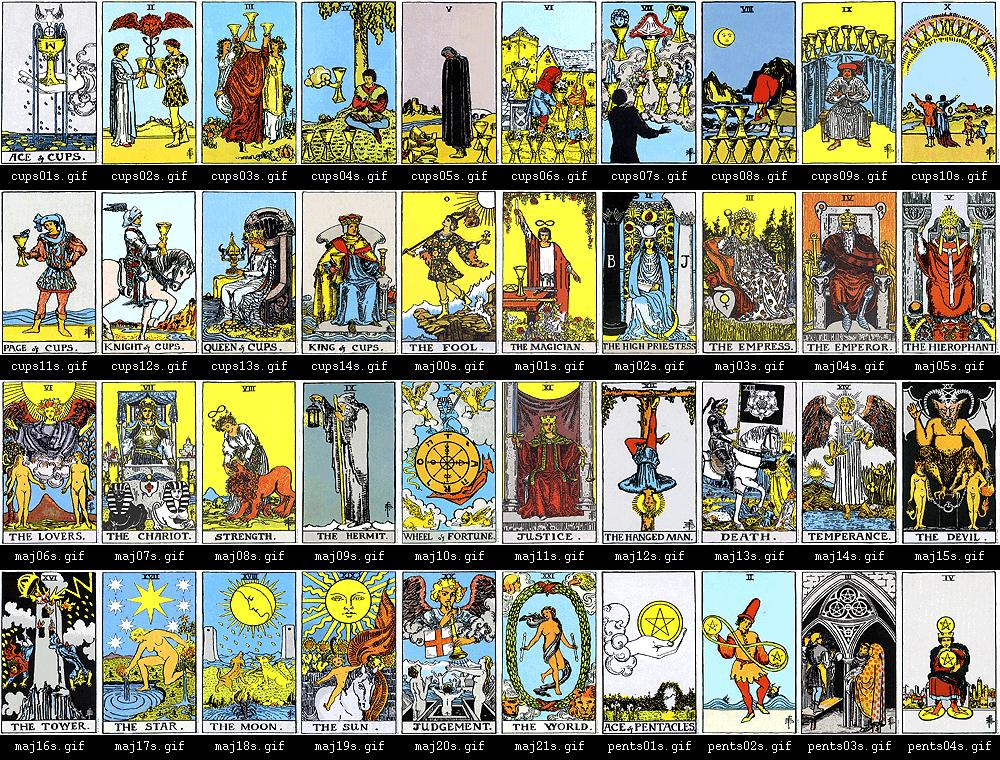 II III IV V VI VII VIII IX X
ACE of CUPS.
cups01s.gif cups02s.gif cups03s.gif cups04s.gif cups05s.gif cups06s.gif cups07s.gif cups08s.gif cups09s.gif cups10s.gif
O I II III IV V
B J
PAGE of CUPS. KNIGHT of CUPS. QUEEN of CUPS. KING of CUPS. THE FOOL. THE MAGICIAN. THE HIGH PRIESTESS THE EMPRESS. THE EMPEROR. THE HIEROPHANT
cups11s.gif cups12s.gif cups13s.gif cups14s.gif maj00s.gif maj01s.gif maj02s.gif maj03s.gif maj04s.gif maj05s.gif
VI VII VIII IX X XI XII XIII XIV XV
THE LOVERS. THE CHARIOT. STRENGTH. THE HERMIT. WHEEL of FORTUNE. JUSTICE. THE HANGED MAN. DEATH. TEMPERANCE. THE DEVIL.
maj06s.gif maj07s.gif maj08s.gif maj09s.gif maj10s.gif maj11s.gif maj12s.gif maj13s.gif maj14s.gif maj15s.gif
XVI XVII XVIII XIX XX XXI II III IV
THE TOWER. THE STAR. THE MOON. THE SUN. JUDGEMENT. THE WORLD. ACE of PENTACLES.
maj16s.gif maj17s.gif maj18s.gif maj19s.gif maj20s.gif maj21s.gif pents01s.gif pents02s.gif pents03s.gif pents04s.gif